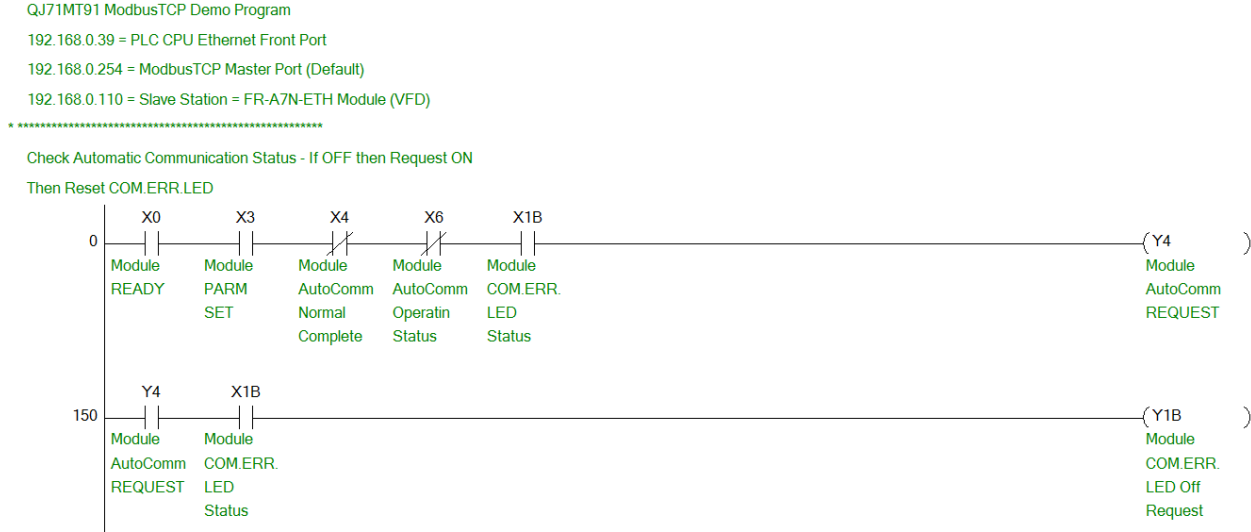 QJ71MT91 ModbusTCP Demo Program
192.168.0.39 = PLC CPU Ethernet Front Port
192.168.0.254 = ModbusTCP Master Port (Default)
192.168.0.110 = Slave Station = FR-A7N-ETH Module (VFD)
* ******************************************************
Check Automatic Communication Status - If OFF then Request ON
Then Reset COM.ERR.LED
X0 X3 X4 X6 X1B
0 (Y4 )
Module Module Module Module Module Module
READY PARM AutoComm AutoComm COM.ERR. AutoComm
SET Normal Operatin LED REQUEST
Complete Status Status
Y4 X1B
150 (Y1B )
Module Module Module
AutoComm COM.ERR. COM.ERR.
REQUEST LED LED Off
Status Request